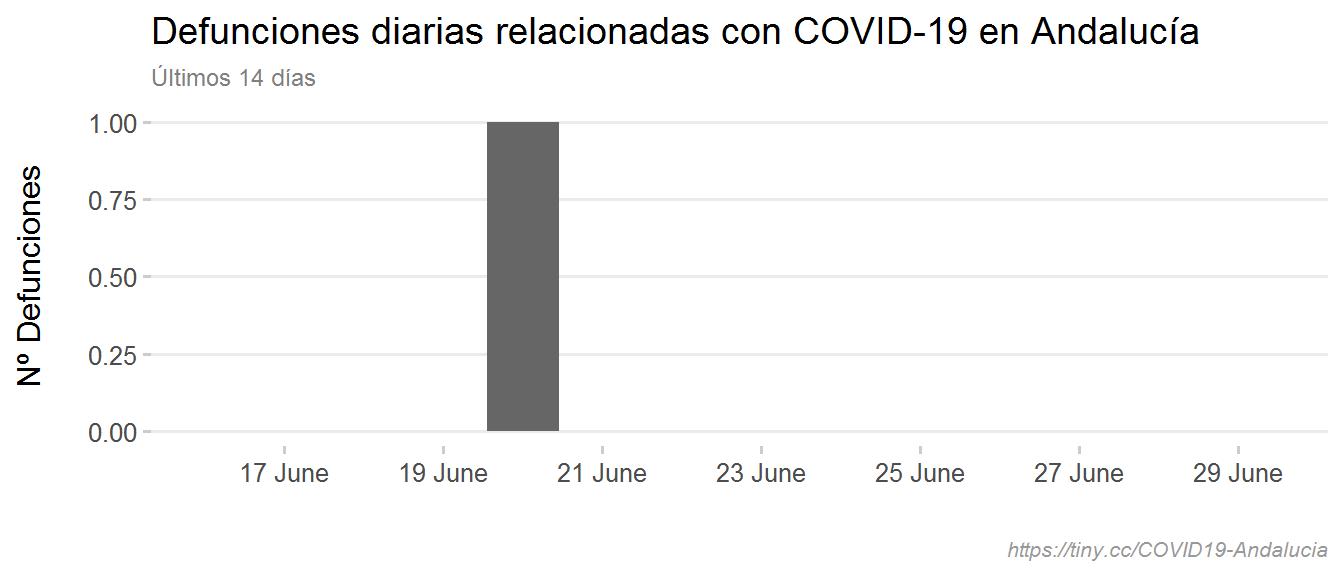 Defunciones diarias relacionadas con COVID-19 en Andalucía
Últimos 14 días
Nº Defunciones
1.00
0.75
0.50
0.25
0.00
17 June 19 June 21 June 23 June 25 June 27 June 29 June
https://tiny.cc/COVID19-Andalucia